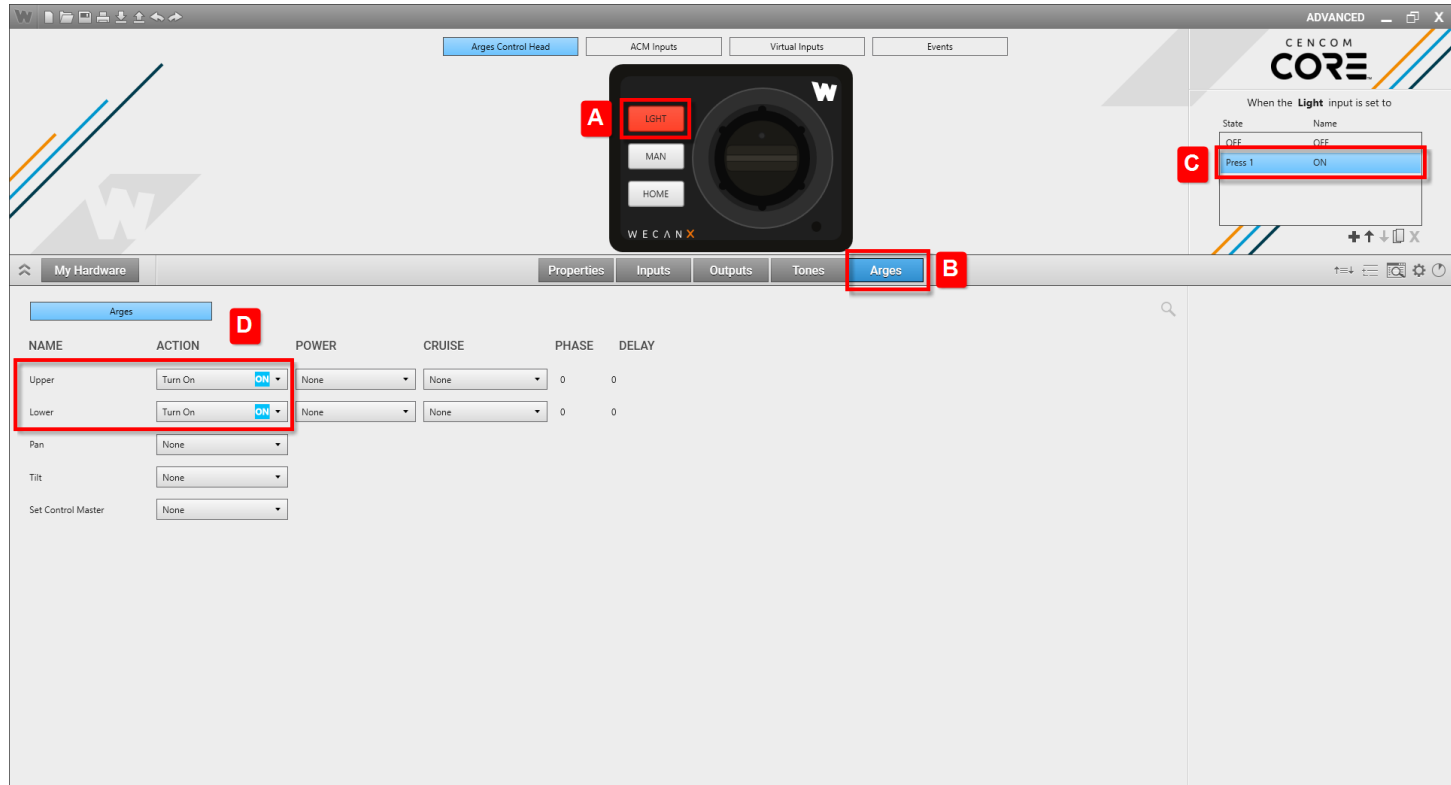 ADVANCED
Arges Control Head
ACM Inputs
Virtual Inputs
Events
CENCOM
CORE
When the Light input is set to
State Name
OFF OFF
C
Press 1 ON
W
A
LGHT
MAN
HOME
WECANX
My Hardware
Properties
Inputs
Outputs
Tones
Arges
B
Arges
D
NAME ACTION POWER CRUISE PHASE DELAY
Upper Turn On ON None None 0 0
Lower Turn On ON None None 0 0
Pan None
Tilt None
Set Control Master None